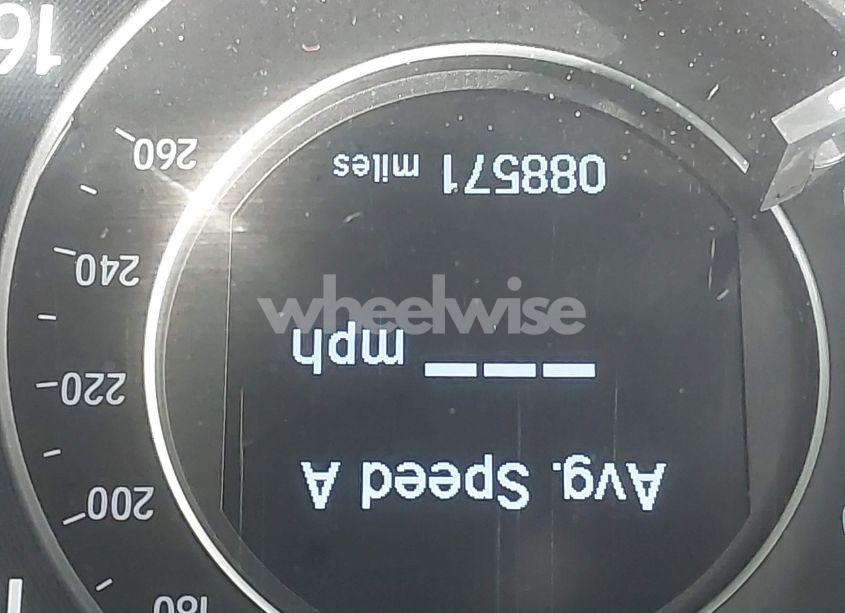 Avg. Speed A
--- mph
088571 miles
180
200
220
240
260
wheelwise